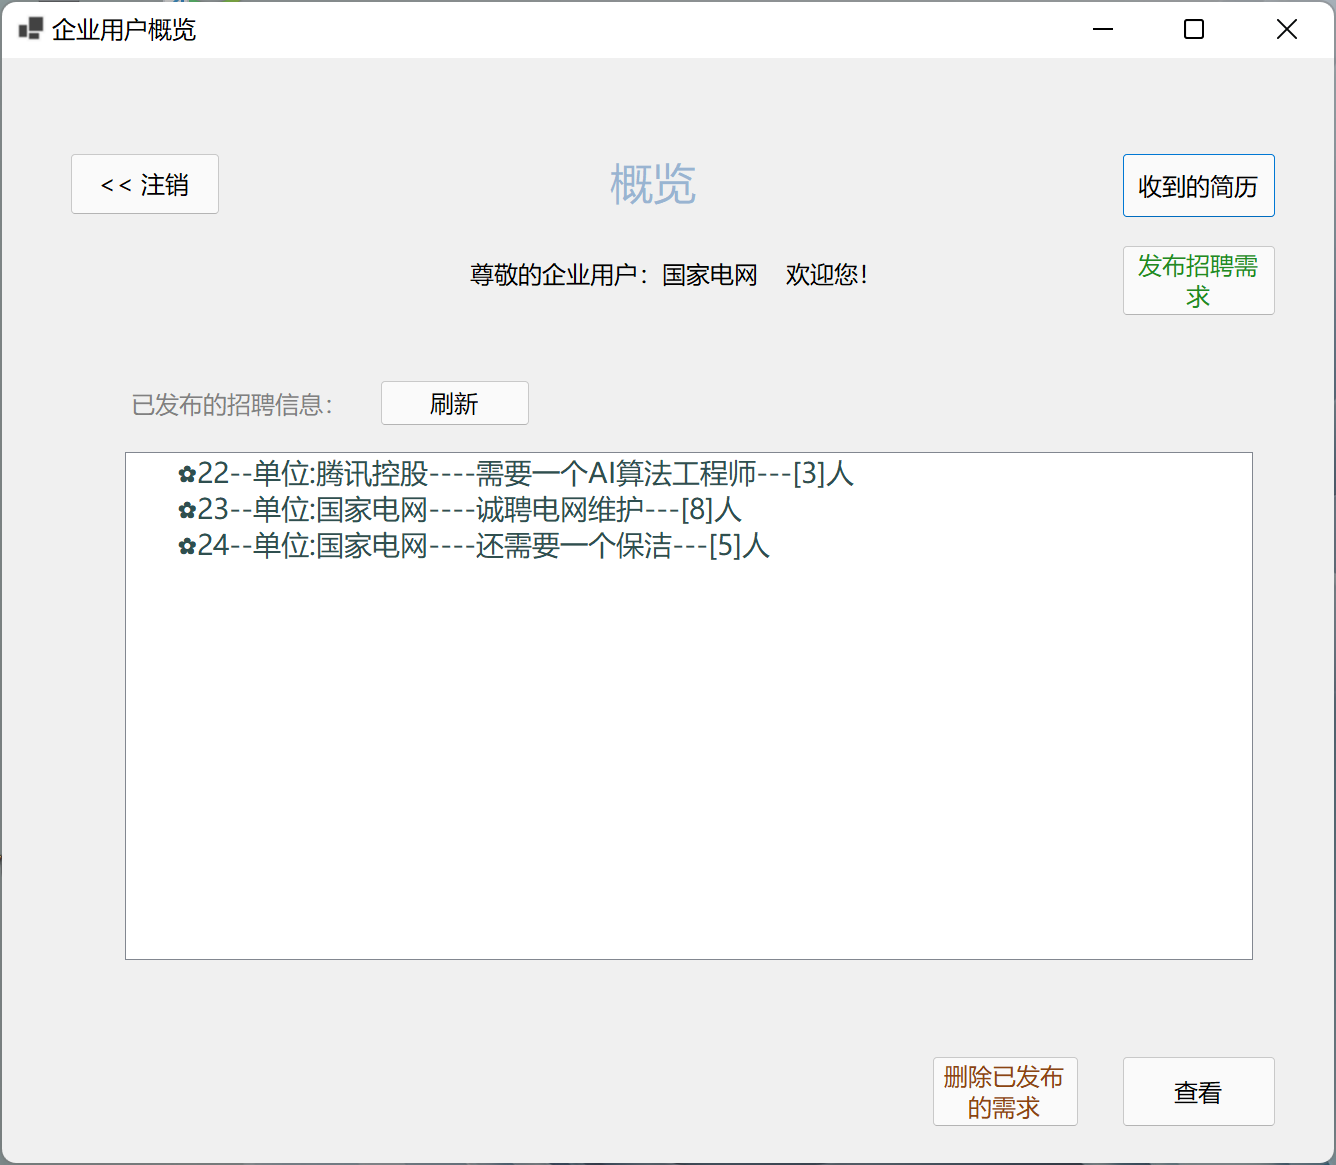 企业用户概览
<< 注销
概览
收到的简历
尊敬的企业用户：国家电网 欢迎您！
发布招聘需
求
已发布的招聘信息：
刷新
✿22--单位:腾讯控股----需要一个AI算法工程师---[3]人
✿23--单位:国家电网----诚聘电网维护---[8]人
✿24--单位:国家电网----还需要一个保洁---[5]人
删除已发布
的需求
查看